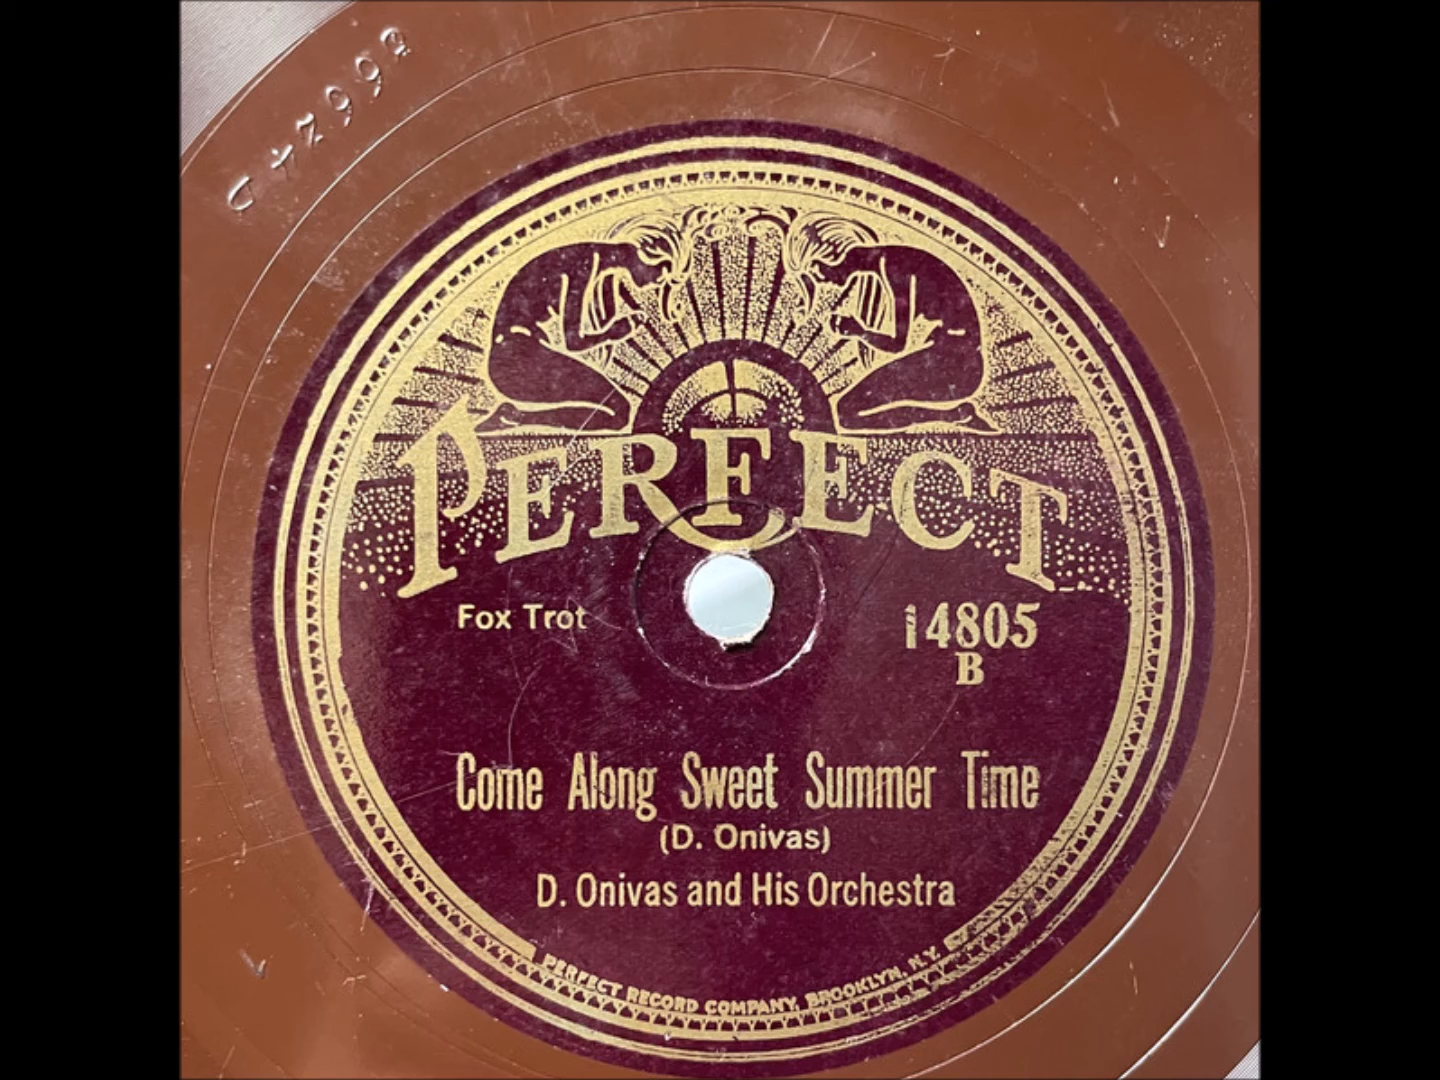 PERFECT
Fox Trot
14805
B
Come Along Sweet Summer Time
(D. Onivas)
D. Onivas and His Orchestra
PERFECT RECORD COMPANY, BROOKLYN, N.Y.